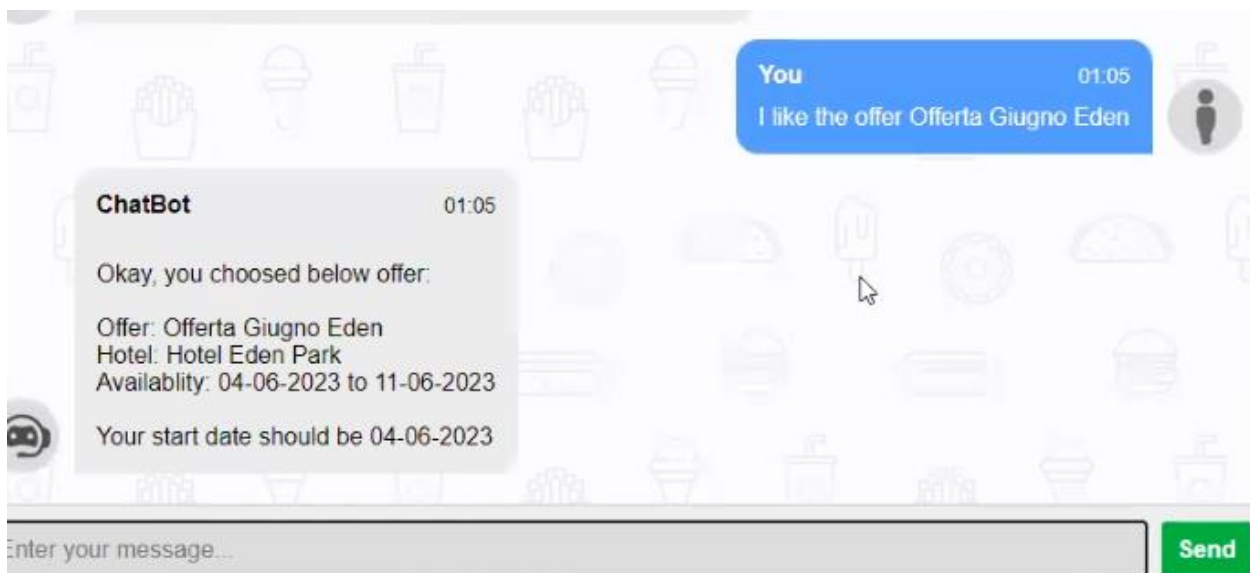 You 01:05
I like the offer Offerta Giugno Eden
ChatBot 01:05
Okay, you choosed below offer:
Offer: Offerta Giugno Eden
Hotel: Hotel Eden Park
Availablity: 04-06-2023 to 11-06-2023
Your start date should be 04-06-2023
Enter your message...
Send